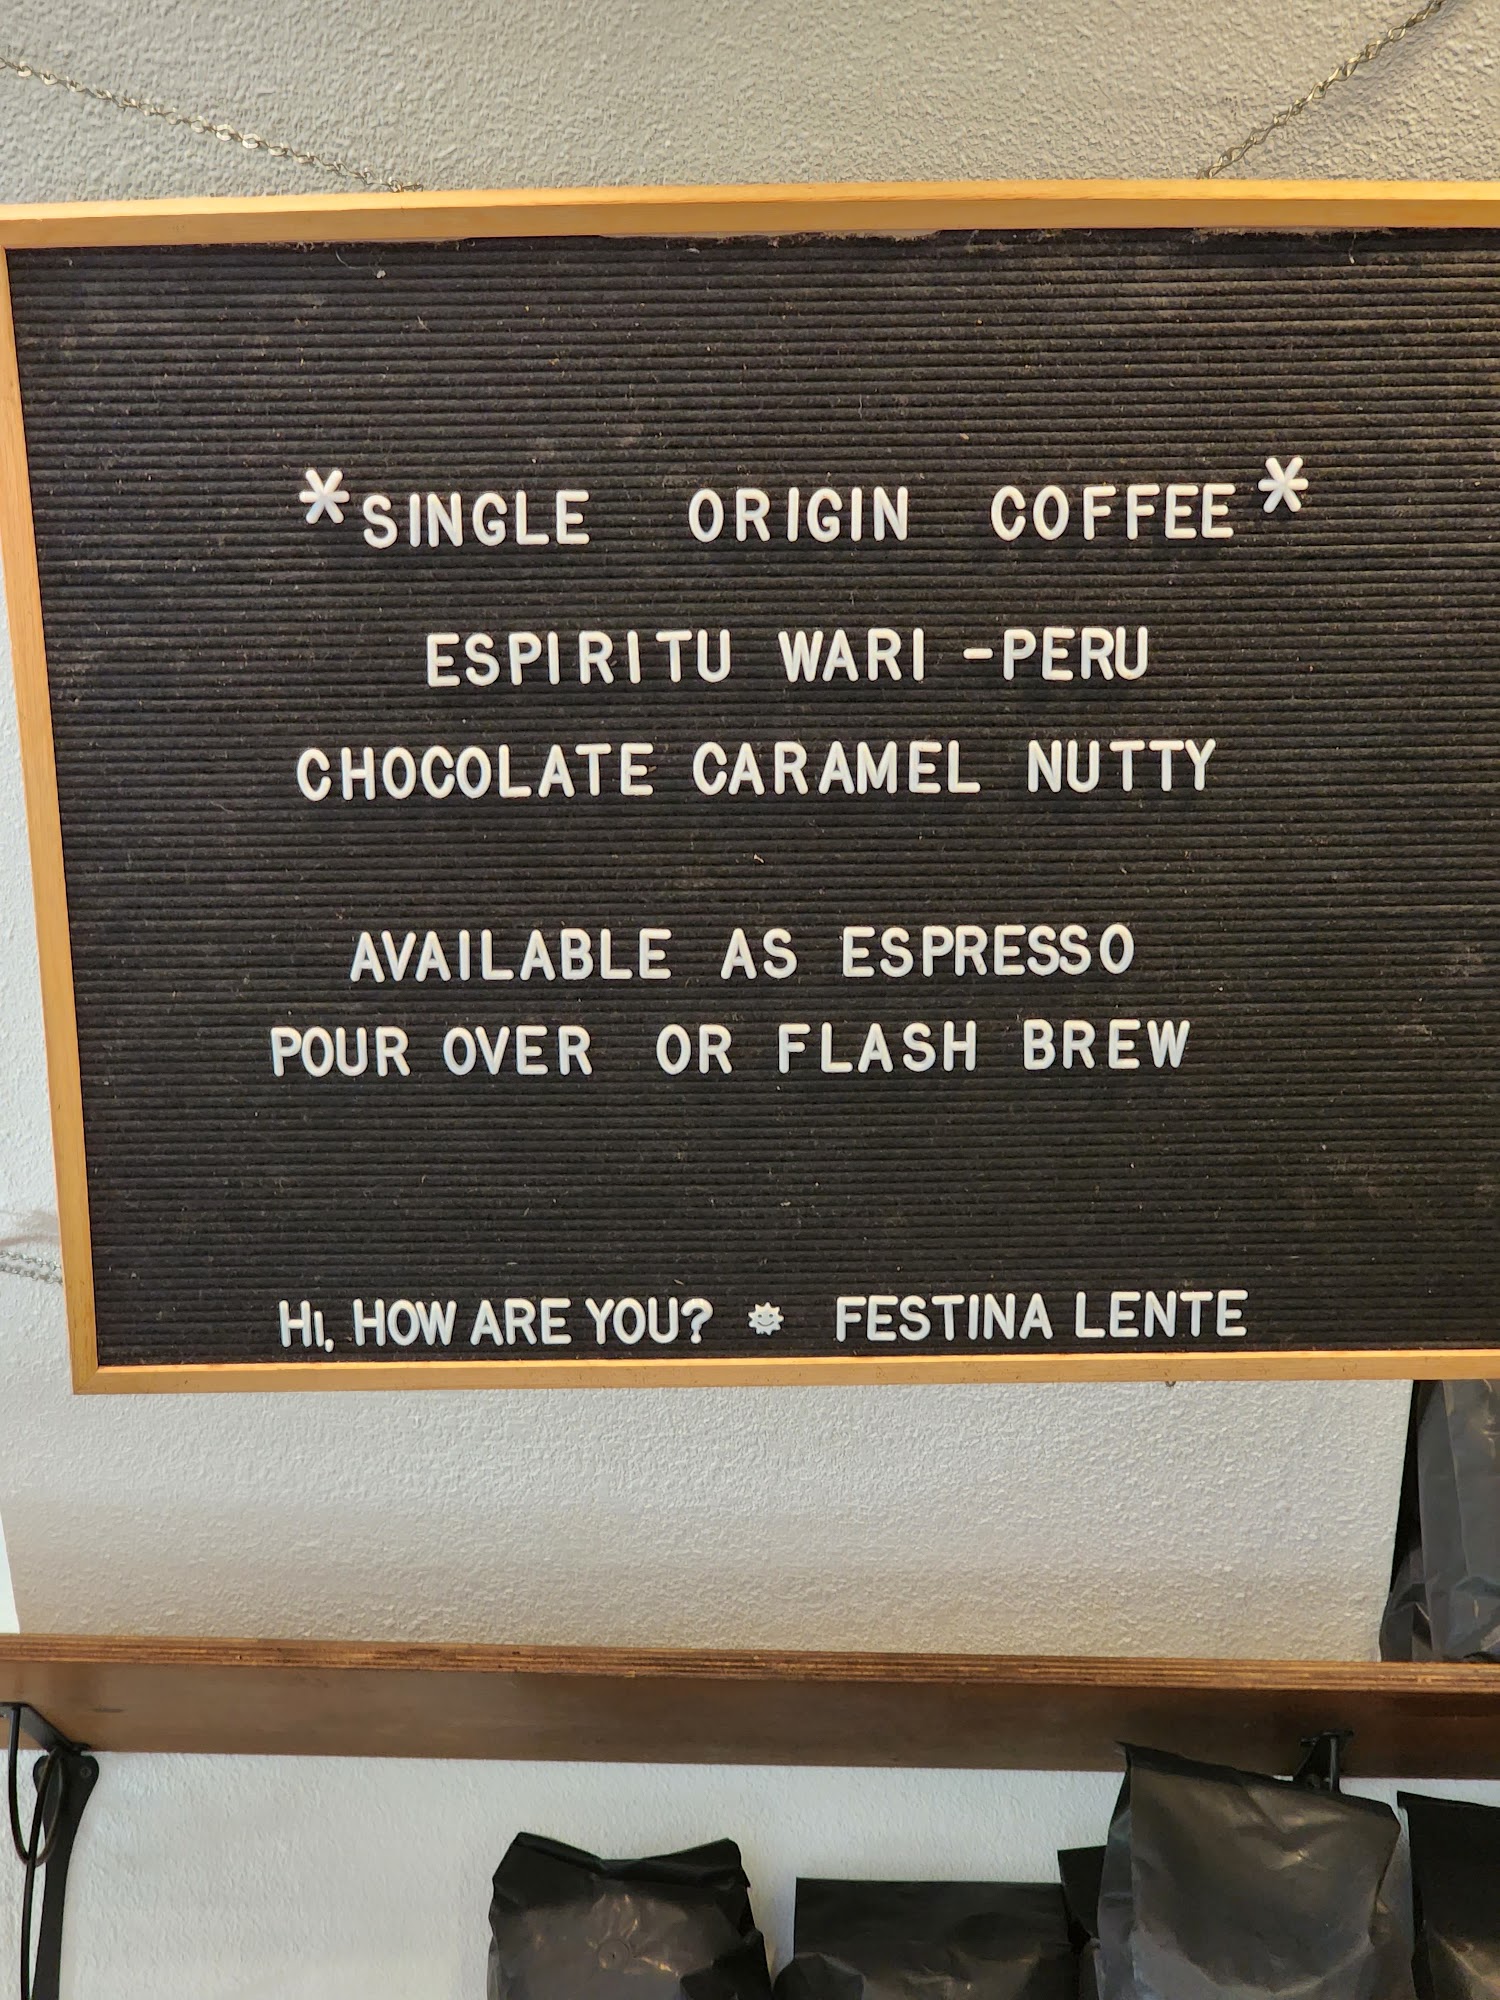 *SINGLE ORIGIN COFFEE*
ESPIRITU WARI -PERU
CHOCOLATE CARAMEL NUTTY
AVAILABLE AS ESPRESSO
POUR OVER OR FLASH BREW
HI, HOW ARE YOU? FESTINA LENTE